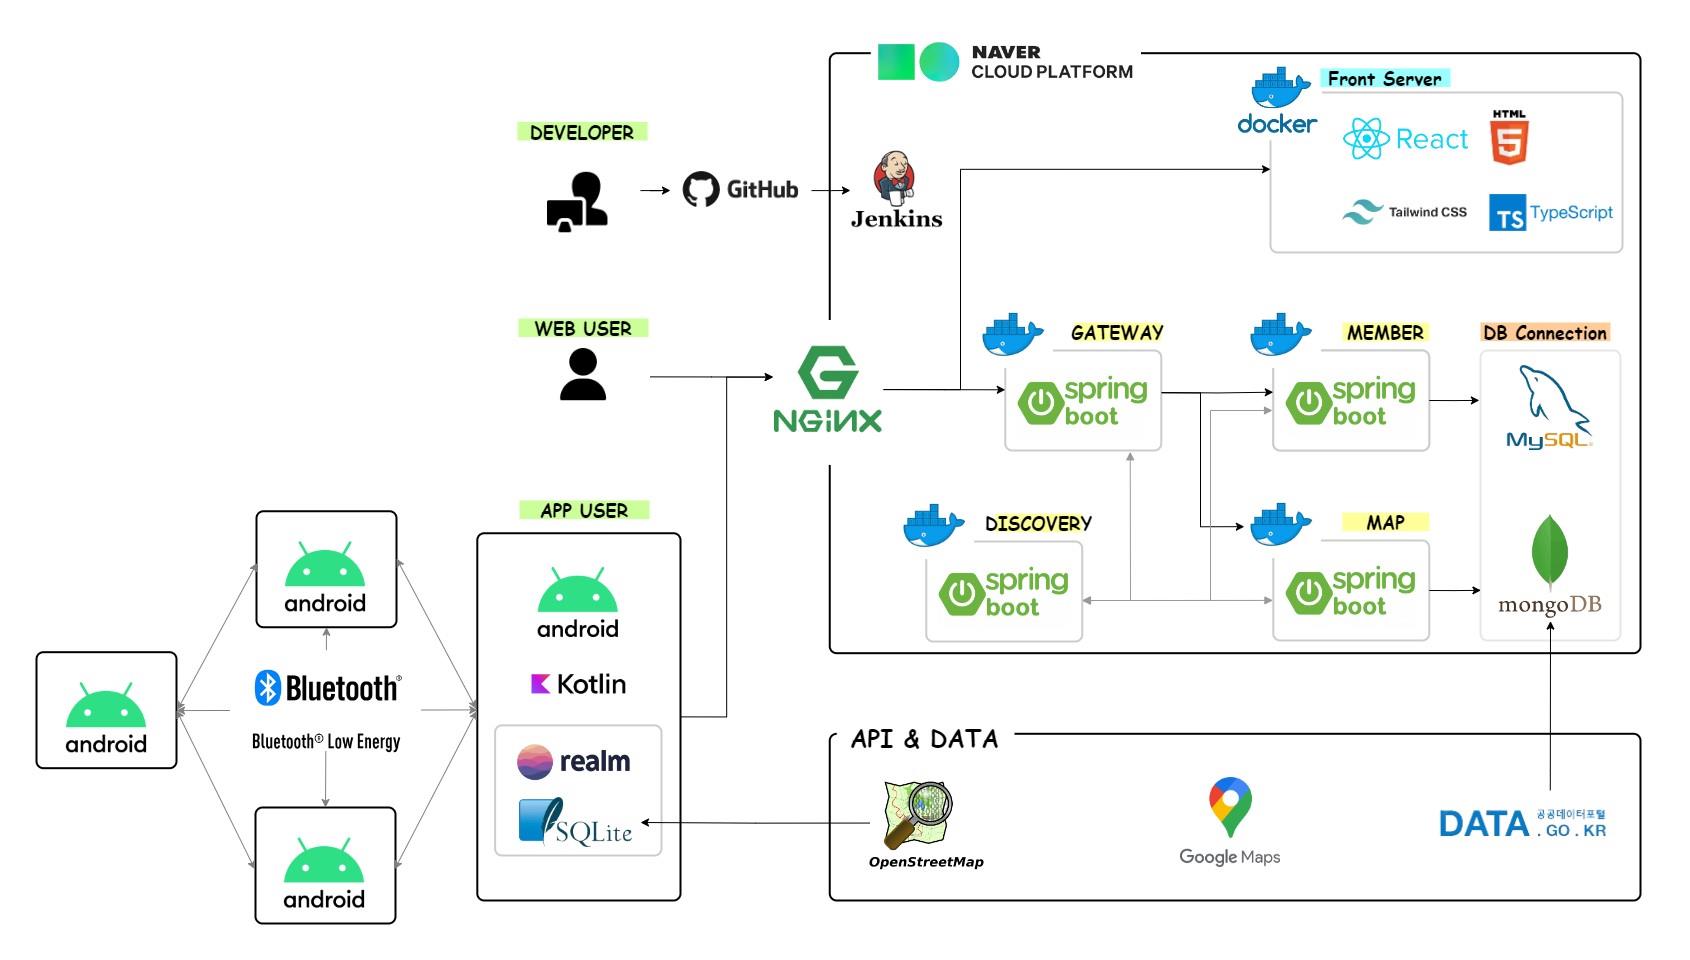 NAVER
CLOUD PLATFORM
docker
Front Server
React
HTML
5
Tailwind CSS
TS TypeScript
DEVELOPER
GitHub
Jenkins
WEB USER
NGiNX
GATEWAY
spring
boot
MEMBER
spring
boot
DB Connection
MySQL
DISCOVERY
spring
boot
MAP
spring
boot
mongoDB
APP USER
android
Kotlin
realm
SQLite
android
android
Bluetooth®
Bluetooth® Low Energy
android
API & DATA
OpenStreetMap
Google Maps
DATA 공공데이터포털
. GO . KR